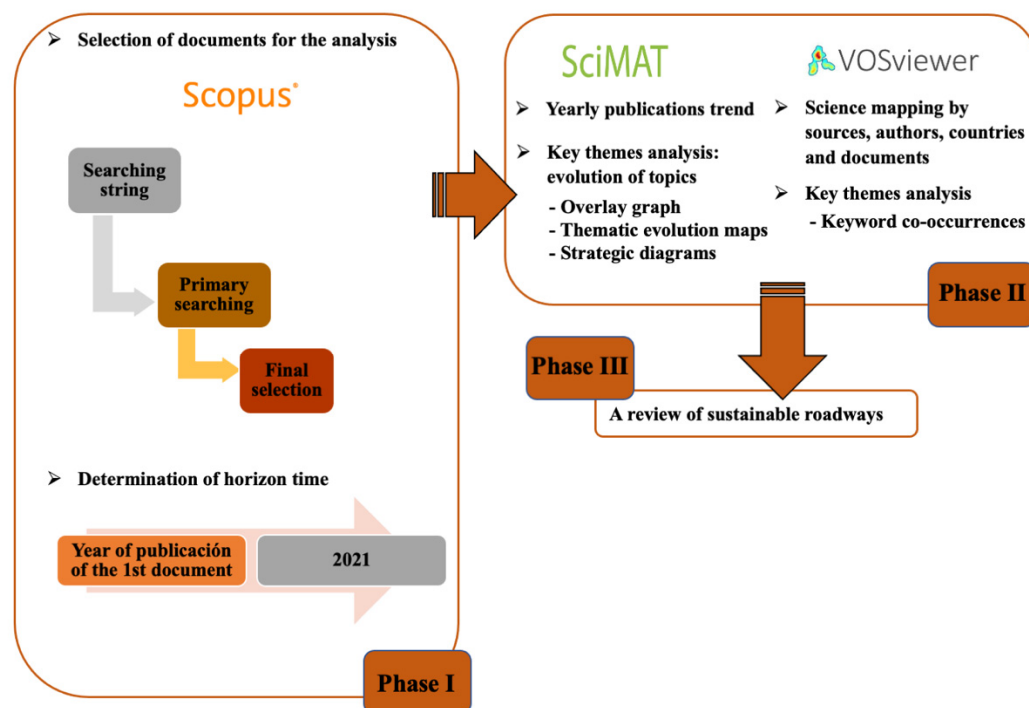 ➢ Selection of documents for the analysis
Scopus®
Searching
string
Primary
searching
Final
selection
➢ Determination of horizon time
Year of publicación
of the 1st document
2021
Phase I
SciMAT
➢ Yearly publications trend
➢ Key themes analysis:
evolution of topics
- Overlay graph
- Thematic evolution maps
- Strategic diagrams
VOSviewer
➢ Science mapping by
sources, authors, countries
and documents
➢ Key themes analysis
- Keyword co-occurrences
Phase II
Phase III
A review of sustainable roadways